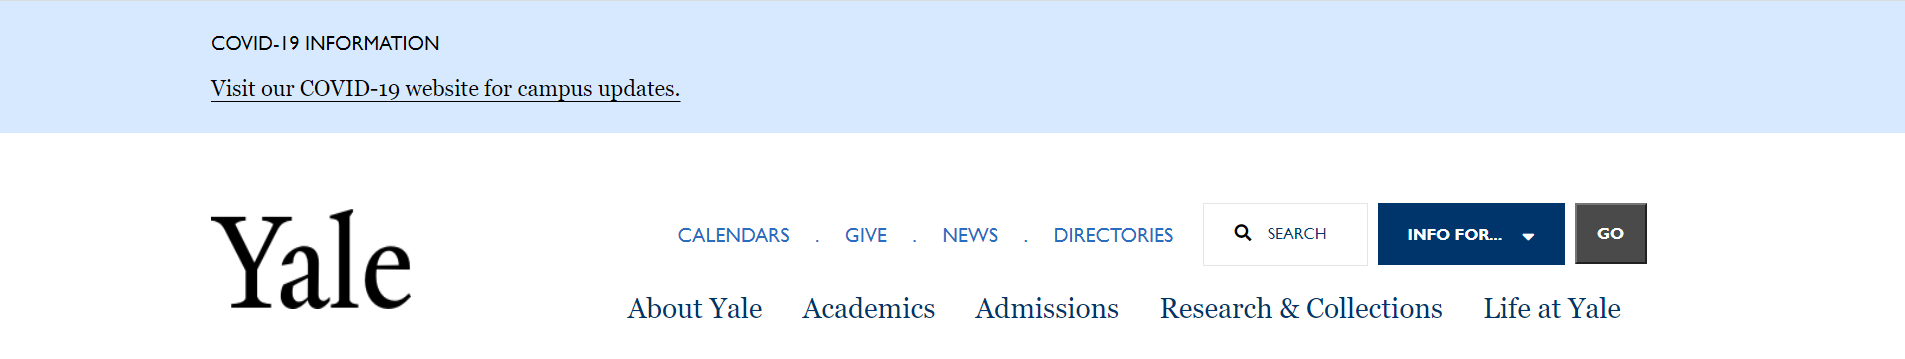 COVID-19 INFORMATION
Visit our COVID-19 website for campus updates.
Yale
CALENDARS . GIVE . NEWS . DIRECTORIES SEARCH INFO FOR... GO
About Yale Academics Admissions Research & Collections Life at Yale